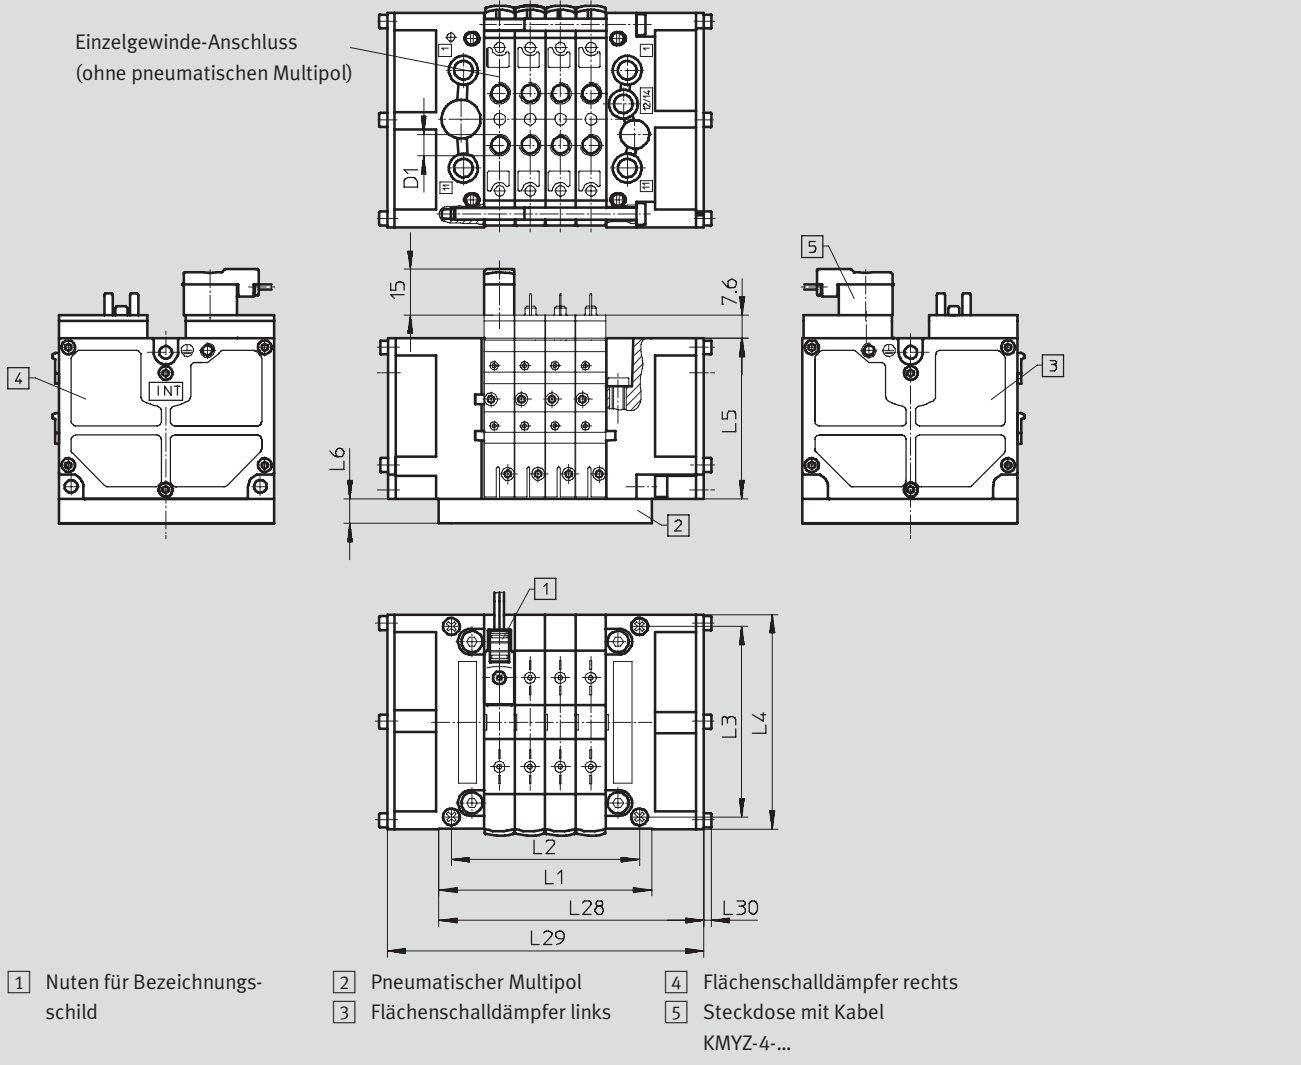 Einzelgewinde-Anschluss
(ohne pneumatischen Multipol)
1
1
12/14
D1
11
11
5
15
7.6
4
INT
3
L5
L6
2
1
L3
L4
L2
L1
L28
L30
L29
1 Nuten für Bezeichnungs-
schild
2 Pneumatischer Multipol
3 Flächenschalldämpfer links
4 Flächenschalldämpfer rechts
5 Steckdose mit Kabel
KMYZ-4-...